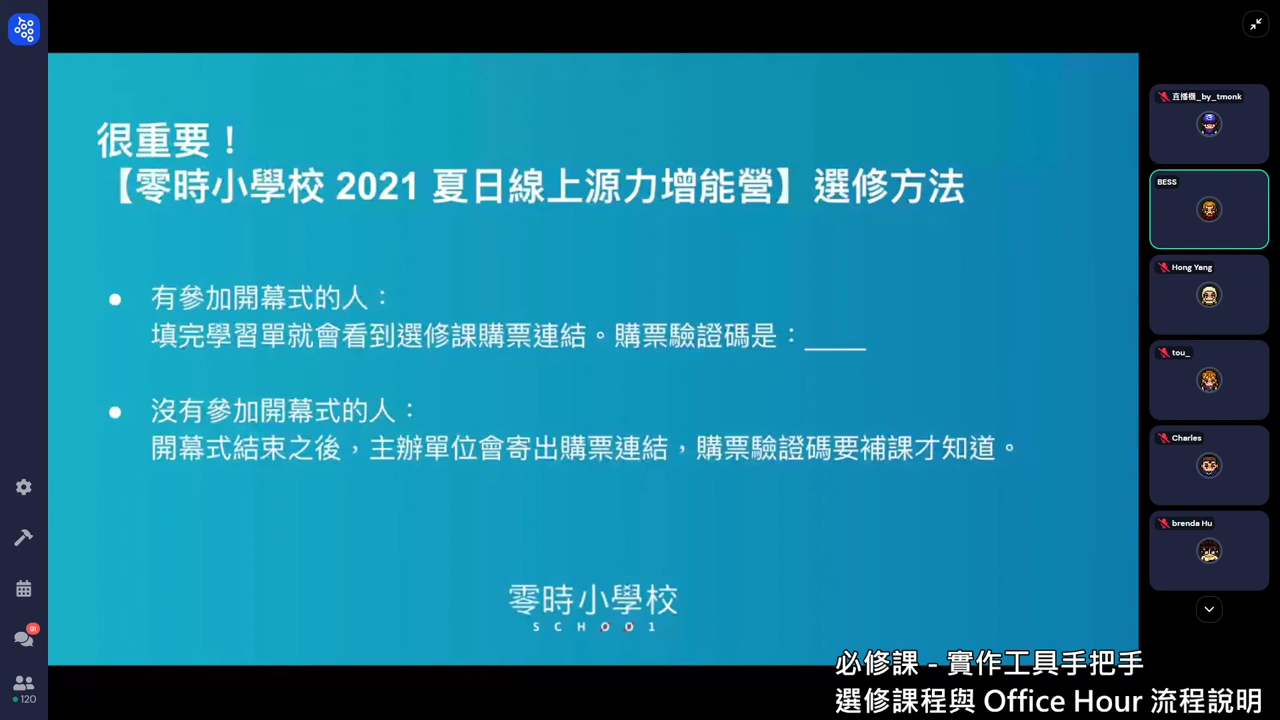 很重要！
【零時小學校 2021 夏日線上源力增能營】選修方法
● 有參加開幕式的人：
填完學習單就會看到選修課購票連結。購票驗證碼是：____
● 沒有參加開幕式的人：
開幕式結束之後，主辦單位會寄出購票連結，購票驗證碼要補課才知道。
零時小學校
SCHOO1
直播機_by_tmonk
BESS
Hong Yang
tou_
Charles
brenda Hu
91
120
必修課 - 實作工具手把手
選修課程與 Office Hour 流程說明